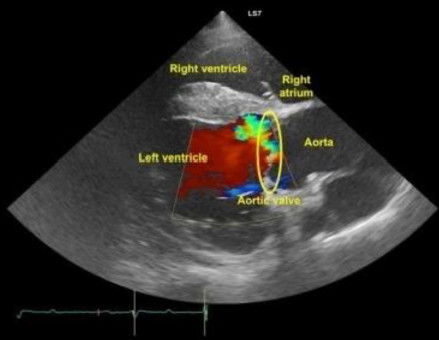 LS7
Right ventricle
Right
atrium
Aorta
Left ventricle
Aortic valve